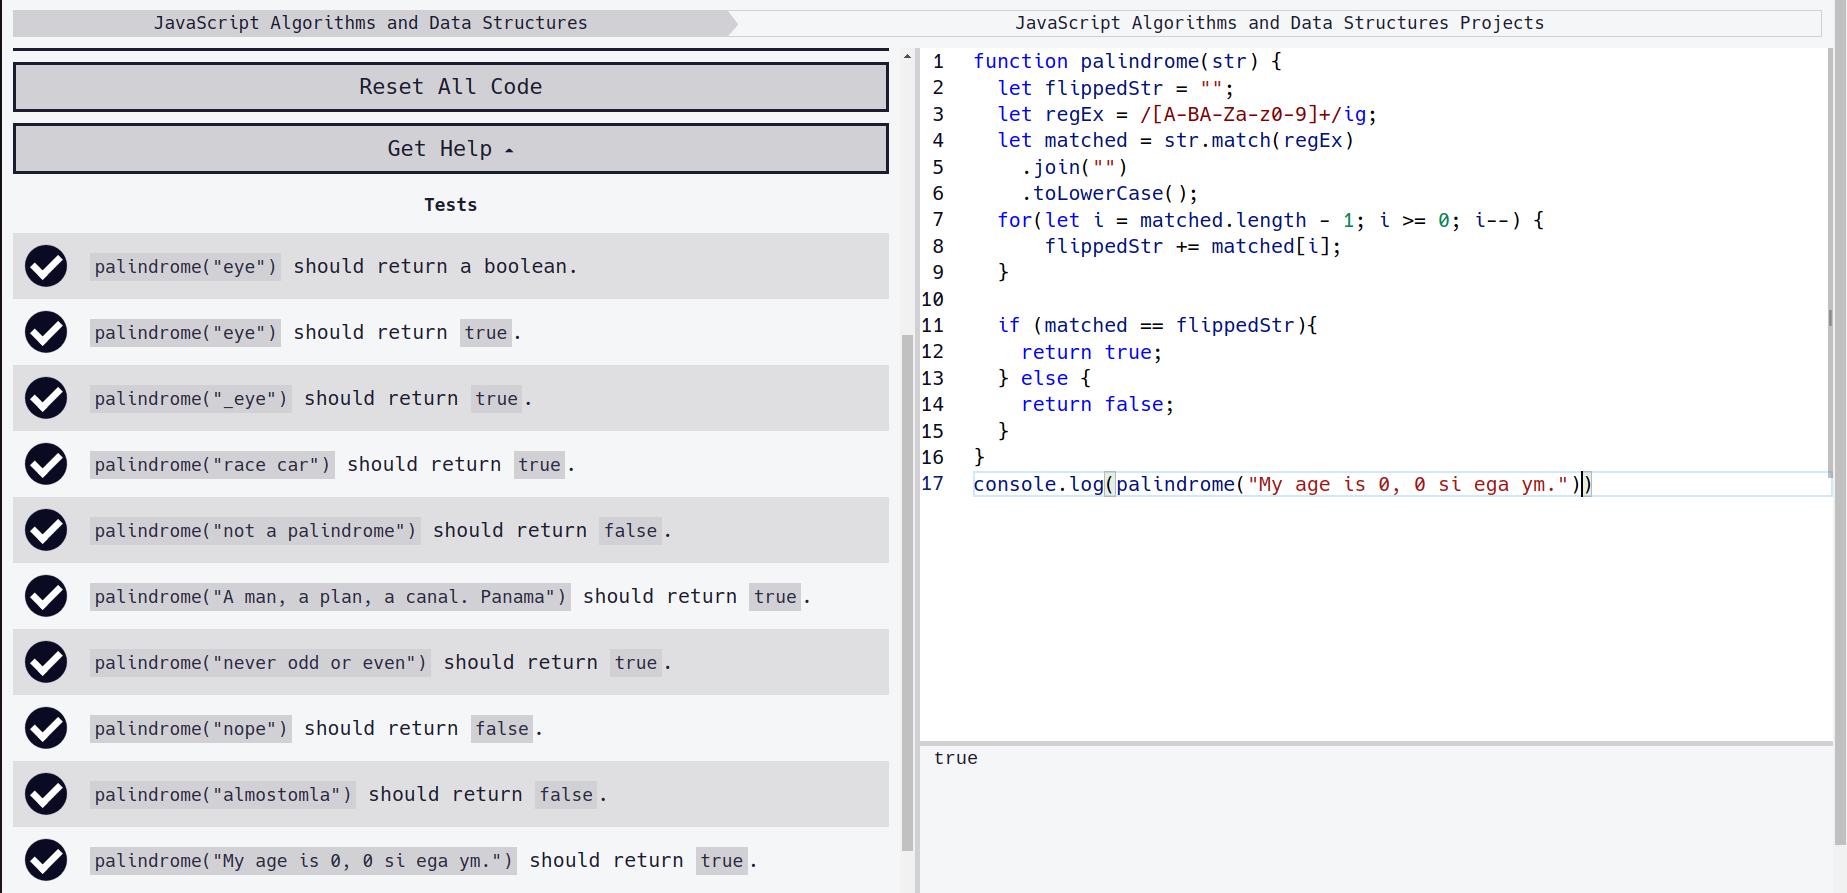 JavaScript Algorithms and Data Structures
JavaScript Algorithms and Data Structures Projects
Reset All Code
Get Help
Tests
palindrome("eye") should return a boolean.
palindrome("eye") should return true.
palindrome("_eye") should return true.
palindrome("race car") should return true.
palindrome("not a palindrome") should return false.
palindrome("A man, a plan, a canal. Panama") should return true.
palindrome("never odd or even") should return true.
palindrome("nope") should return false.
palindrome("almostomla") should return false.
palindrome("My age is 0, 0 si ega ym.") should return true.
1 function palindrome(str) {
2   let flippedStr = "";
3   let regEx = /[A-BA-Za-z0-9]+/ig;
4   let matched = str.match(regEx)
5     .join("")
6     .toLowerCase();
7   for(let i = matched.length - 1; i >= 0; i--) {
8       flippedStr += matched[i];
9   }
10
11   if (matched == flippedStr){
12     return true;
13   } else {
14     return false;
15   }
16 }
17 console.log(palindrome("My age is 0, 0 si ega ym."))
true